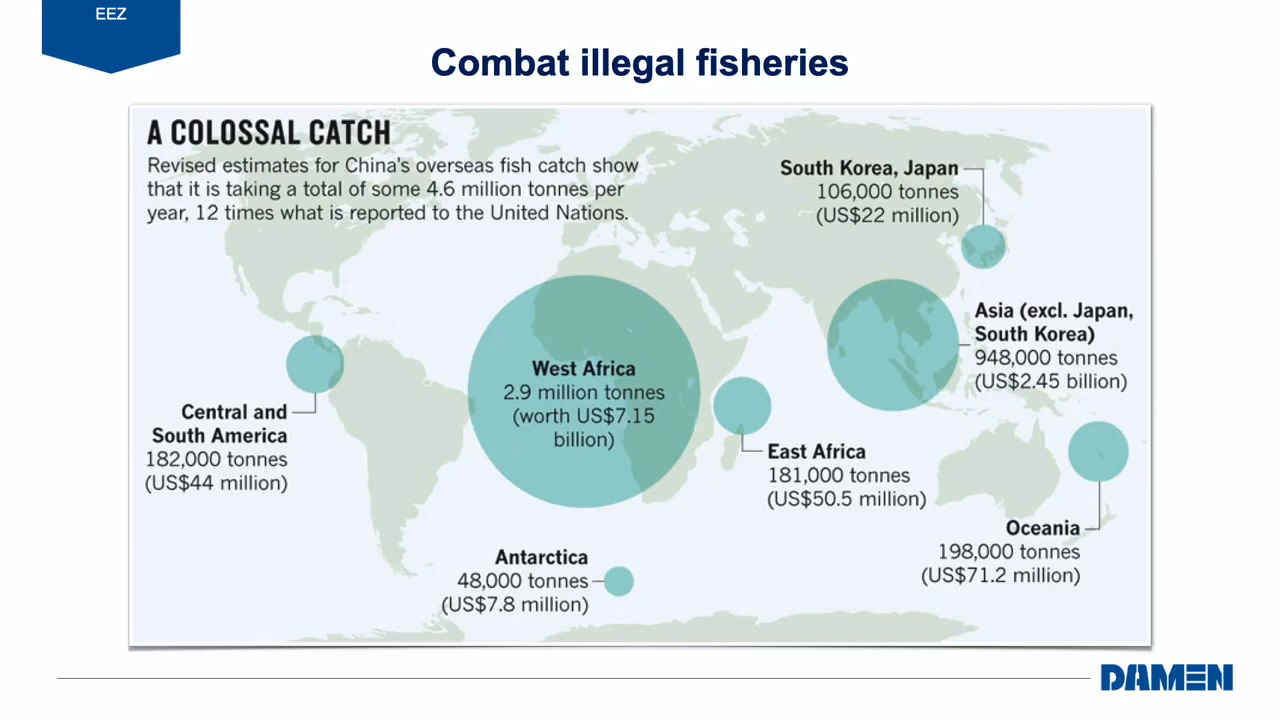 EEZ
Combat illegal fisheries
A COLOSSAL CATCH
Revised estimates for China's overseas fish catch show
that it is taking a total of some 4.6 million tonnes per
year, 12 times what is reported to the United Nations.
South Korea, Japan
106,000 tonnes
(US$22 million)
Asia (excl. Japan,
South Korea)
948,000 tonnes
(US$2.45 billion)
West Africa
2.9 million tonnes
(worth US$7.15
billion)
Central and
South America
182,000 tonnes
(US$44 million)
East Africa
181,000 tonnes
(US$50.5 million)
Oceania
198,000 tonnes
(US$71.2 million)
Antarctica
48,000 tonnes
(US$7.8 million)
DAMEN